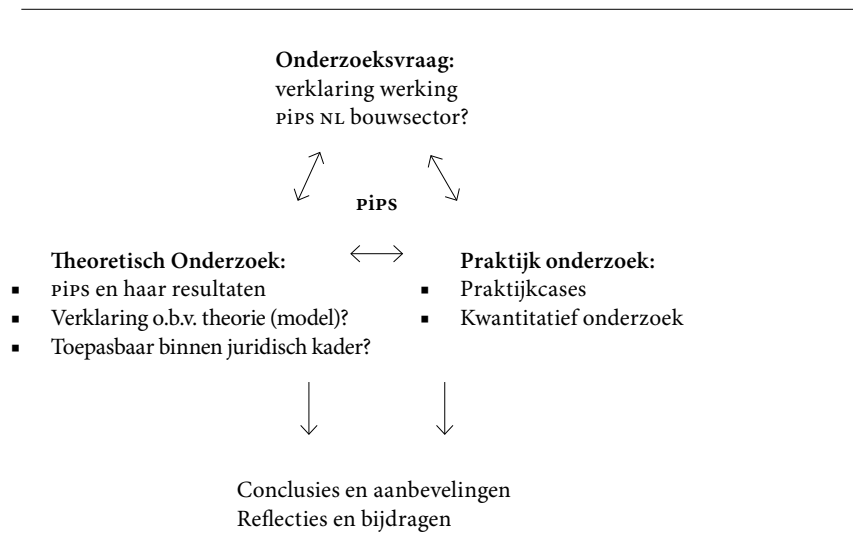 Onderzoeksvraag:
verklaring werking
PiPS NL bouwsector?
PiPS
Theoretisch Onderzoek:
▪ PiPS en haar resultaten
▪ Verklaring o.b.v. theorie (model)?
▪ Toepasbaar binnen juridisch kader?
Praktijk onderzoek:
▪ Praktijkcases
▪ Kwantitatief onderzoek
Conclusies en aanbevelingen
Reflecties en bijdragen